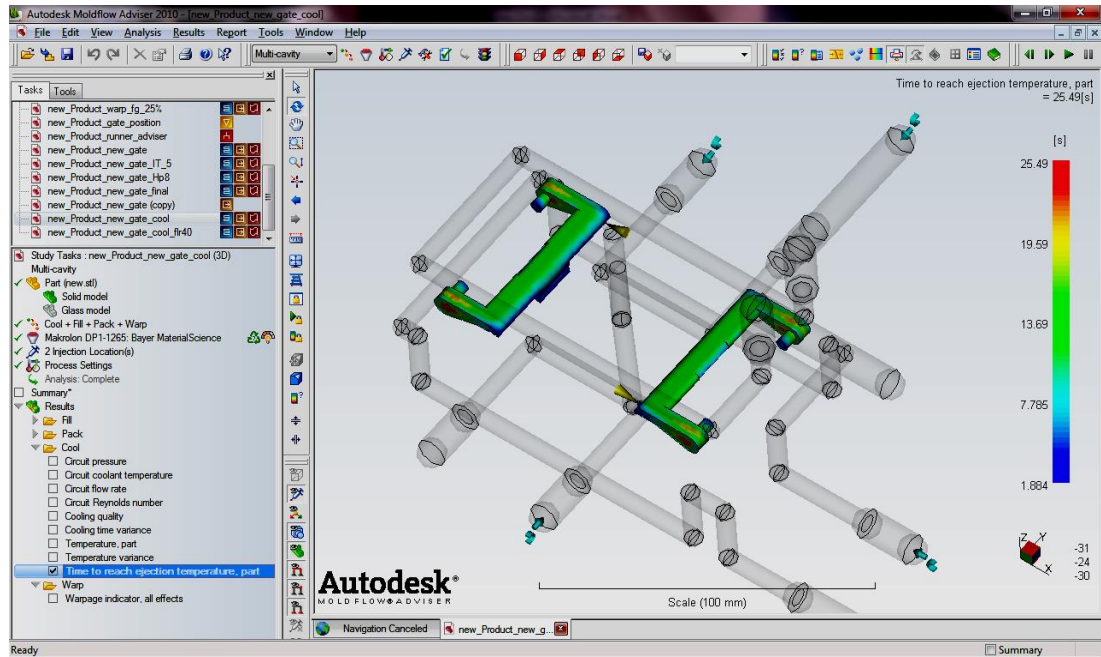 Autodesk Moldflow Adviser 2010 - [new_Product_new_gate_cool]
File Edit View Analysis Results Report Tools Window Help
Multi-cavity
Tasks Tools
new_Product_warp_fg_25%
new_Product_gate_position
new_Product_runner_adviser
new_Product_new_gate
new_Product_new_gate_IT_5
new_Product_new_gate_Hp8
new_Product_new_gate_final
new_Product_new_gate (copy)
new_Product_new_gate_cool
new_Product_new_gate_cool_flr40
Study Tasks : new_Product_new_gate_cool (3D)
Multi-cavity
Part (new.stl)
Solid model
Glass model
Cool + Fill + Pack + Warp
Makrolon DP1-1265: Bayer MaterialScience
2 Injection Location(s)
Process Settings
Analysis: Complete
Summary*
Results
Fill
Pack
Cool
Circuit pressure
Circuit coolant temperature
Circuit flow rate
Circuit Reynolds number
Cooling quality
Cooling time variance
Temperature, part
Temperature variance
Time to reach ejection temperature, part
Warp
Warpage indicator, all effects
Time to reach ejection temperature, part
= 25.49[s]
[s]
25.49
19.59
13.69
7.785
1.884
Z Y
X
-31
-24
-30
Autodesk®
MOLDFLOW® ADVISER
Scale (100 mm)
Navigation Canceled new_Product_new_g...
Ready Summary